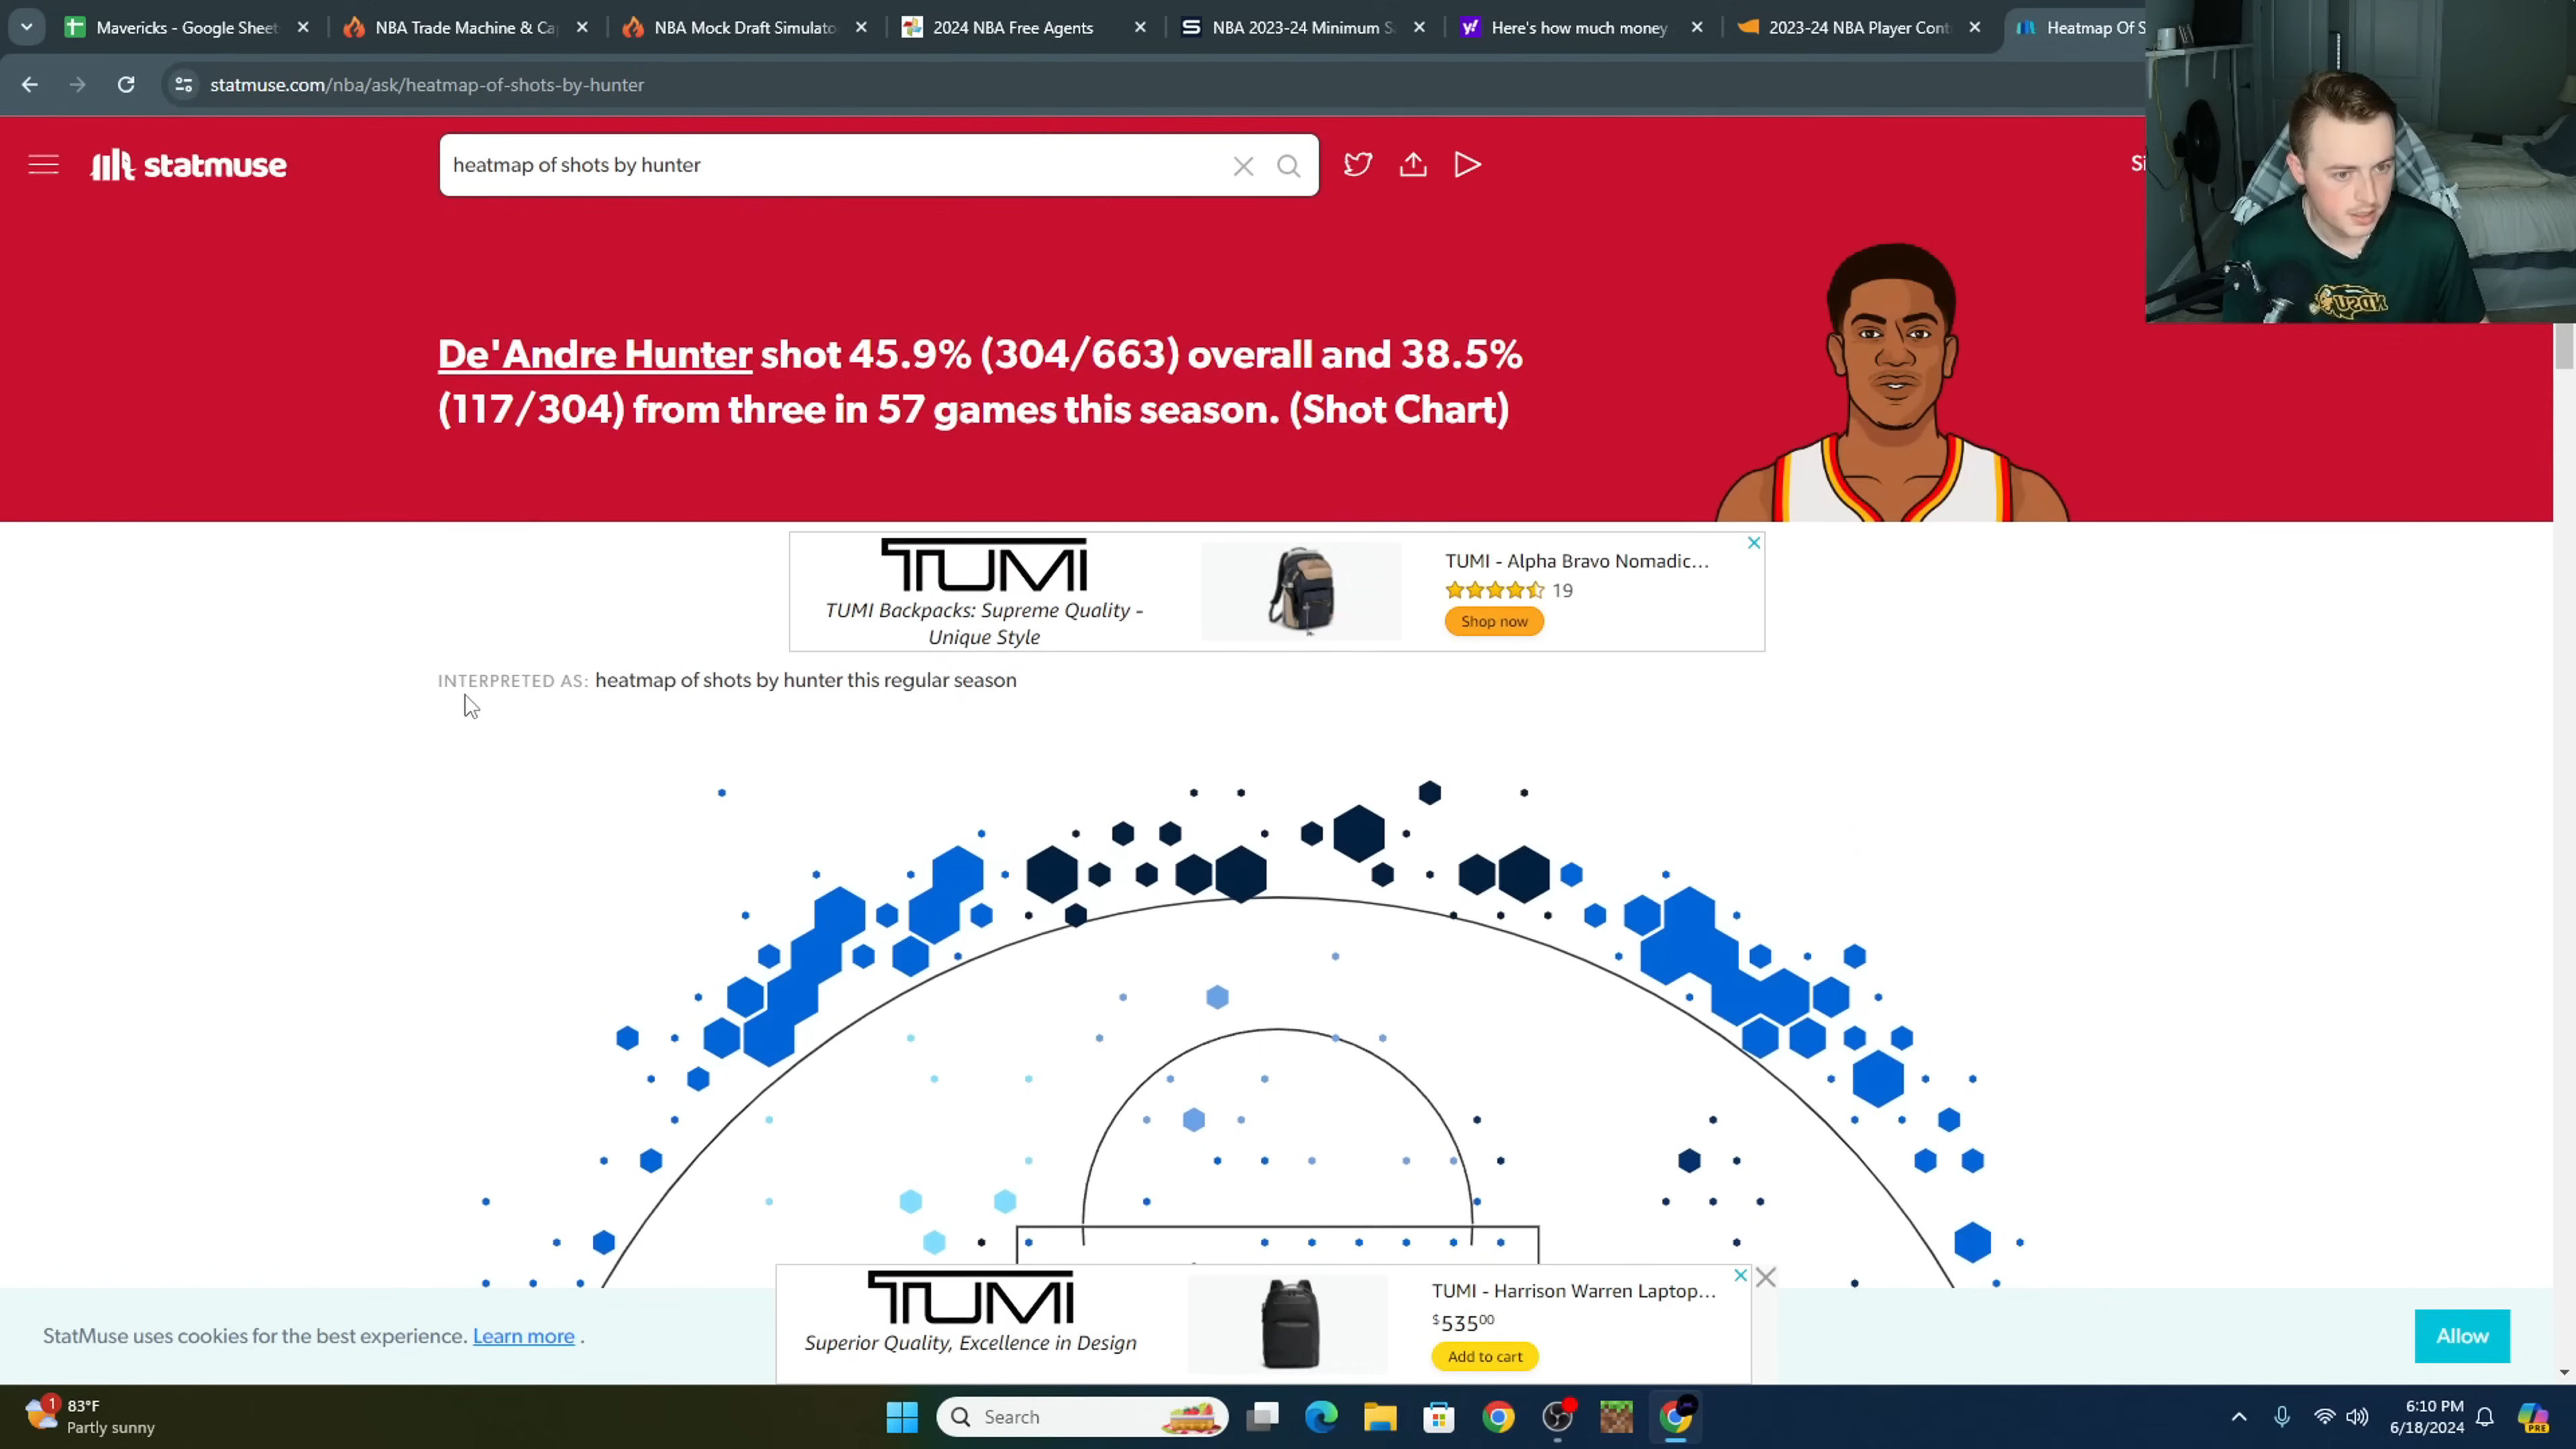 Mavericks - Google Sheet
NBA Trade Machine & Ca
NBA Mock Draft Simulato
2024 NBA Free Agents
NBA 2023-24 Minimum S
Here's how much money
2023-24 NBA Player Cont
Heatmap Of S
statmuse.com/nba/ask/heatmap-of-shots-by-hunter
statmuse
heatmap of shots by hunter
Si
De'Andre Hunter shot 45.9% (304/663) overall and 38.5%
(117/304) from three in 57 games this season. (Shot Chart)
TUMI
TUMI Backpacks: Supreme Quality -
Unique Style
TUMI - Alpha Bravo Nomadic...
19
Shop now
INTERPRETED AS: heatmap of shots by hunter this regular season
TUMI
Superior Quality, Excellence in Design
TUMI - Harrison Warren Laptop...
$53500
Add to cart
StatMuse uses cookies for the best experience. Learn more .
Allow
1
83°F
Partly sunny
Search
6:10 PM
6/18/2024
PRE
NDSU